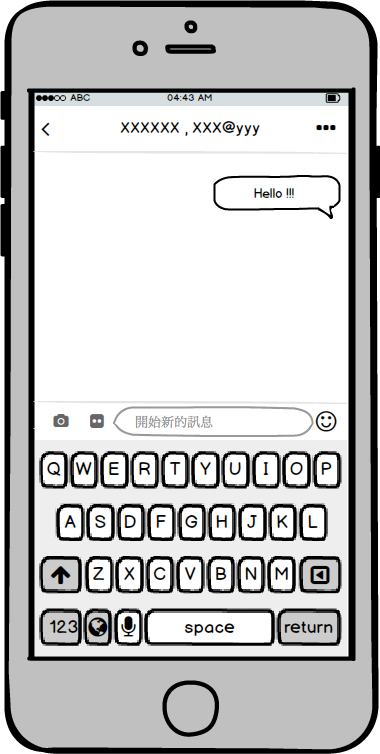 ABC 04:43 AM
XXXXXX , XXX@yyy
Hello !!!
開始新的訊息
Q W E R T Y U I O P
A S D F G H J K L
Z X C V B N M
123 space return